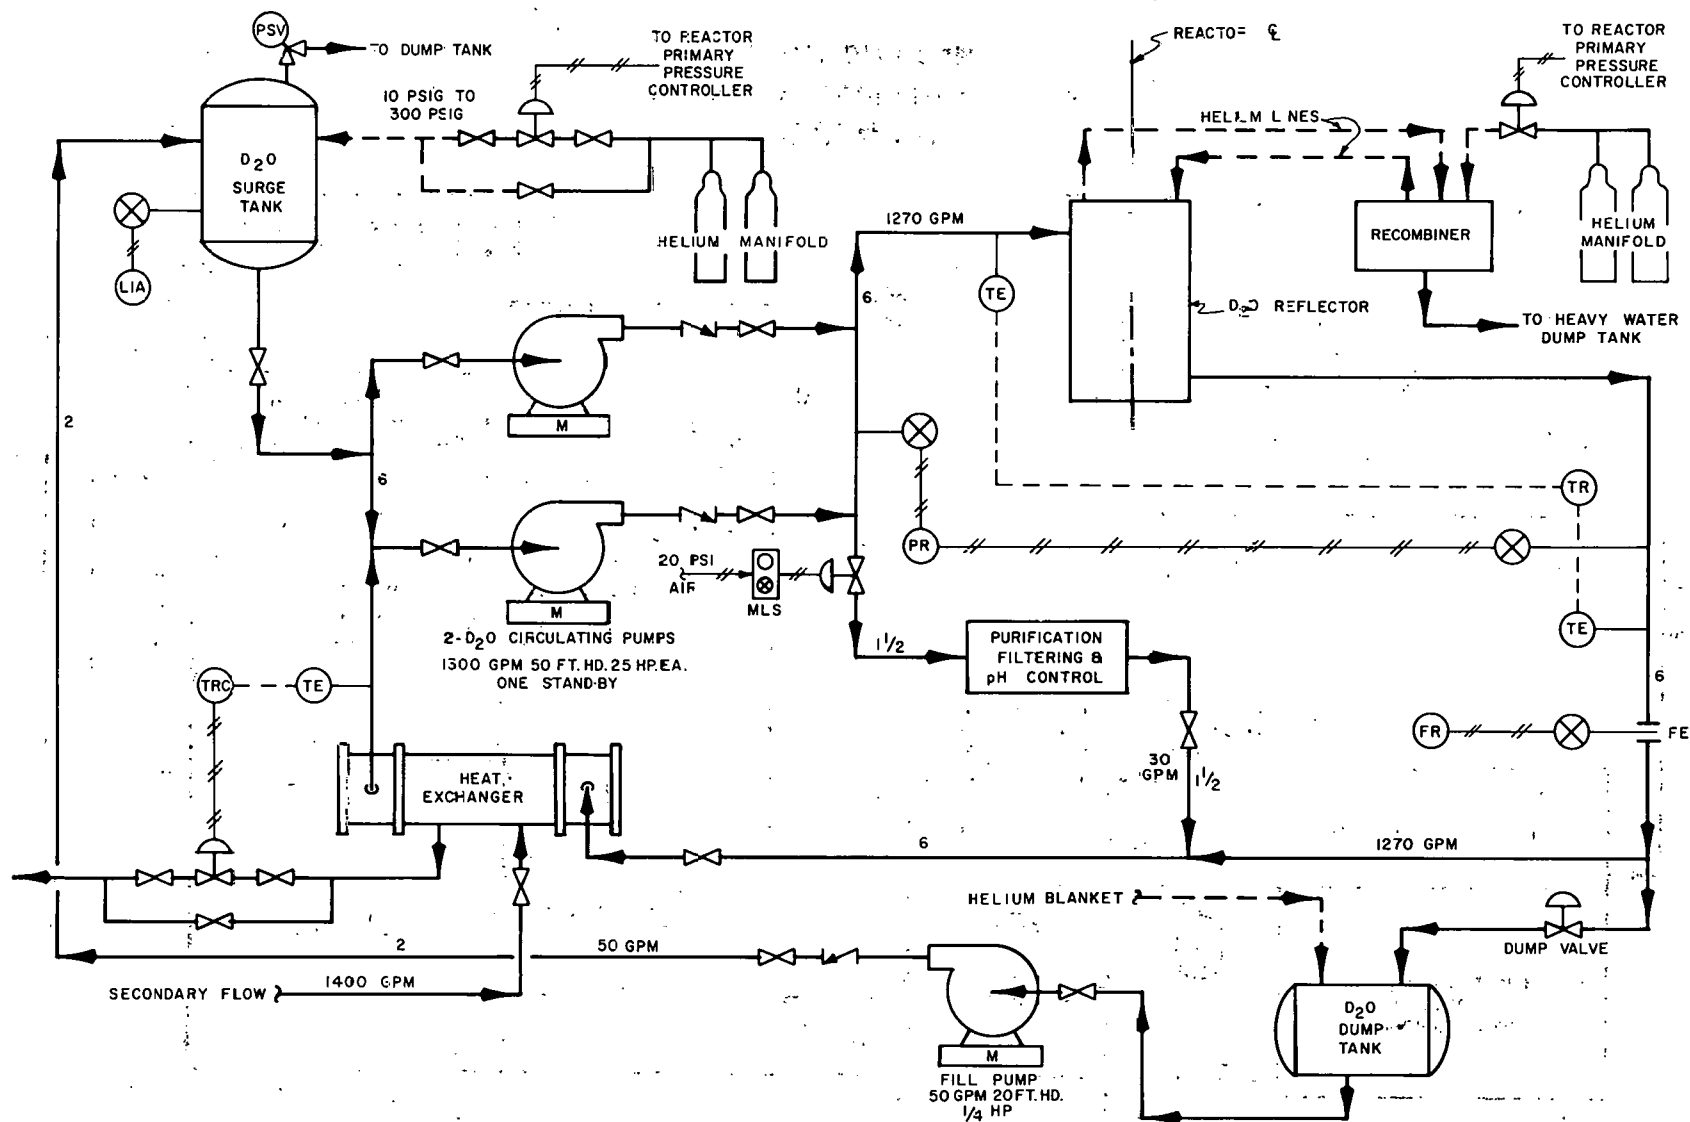 PSV
TO DUMP TANK
TO REACTOR
PRIMARY
PRESSURE
CONTROLLER
10 PSIG TO
300 PSIG
REACTO= ℄
TO REACTOR
PRIMARY
PRESSURE
CONTROLLER
HELIUM LINES
D2O
SURGE
TANK
LIA
HELIUM MANIFOLD
1270 GPM
RECOMBINER
HELIUM
MANIFOLD
TE
6
D2O REFLECTOR
TO HEAVY WATER
DUMP TANK
M
2
6
TR
PR
20 PSI
AIR
MLS
M
2-D2O CIRCULATING PUMPS
1300 GPM 50 FT. HD. 25 HP. EA.
ONE STAND-BY
1 1/2
PURIFICATION
FILTERING &
pH CONTROL
TE
6
TRC
TE
FR
FE
HEAT
EXCHANGER
30
GPM
1 1/2
6
1270 GPM
HELIUM BLANKET
DUMP VALVE
2
50 GPM
SECONDARY FLOW
1400 GPM
D2O
DUMP
TANK
M
FILL PUMP
50 GPM 20 FT. HD.
1/4 HP